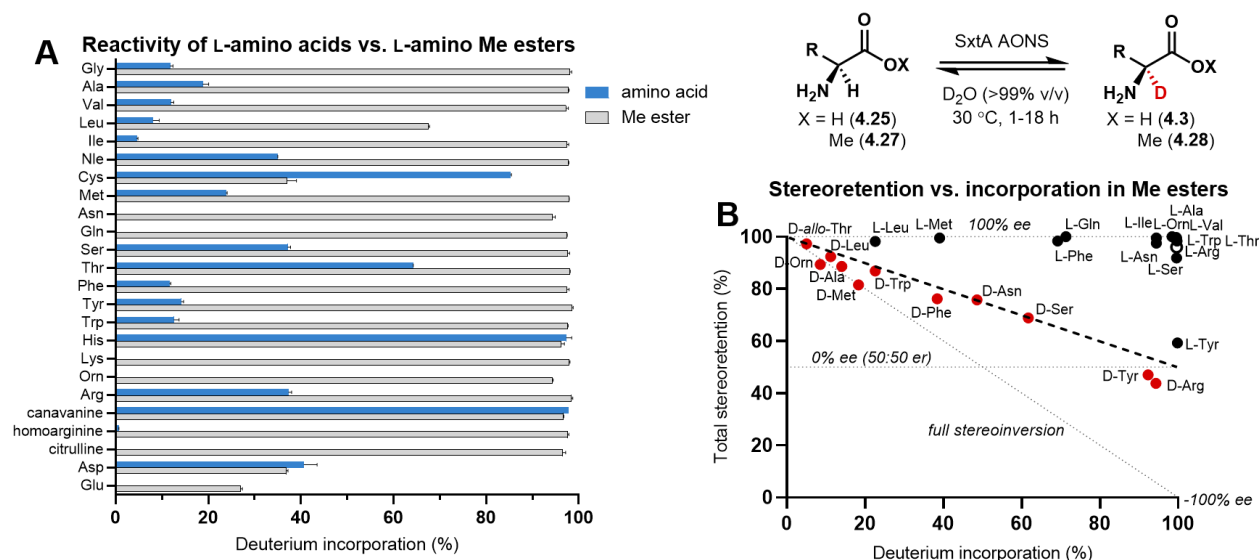 A
Reactivity of L-amino acids vs. L-amino Me esters
Gly
Ala
Val
Leu
Ile
Nle
Cys
Met
Asn
Gln
Ser
Thr
Phe
Tyr
Trp
His
Lys
Orn
Arg
canavanine
homoarginine
citrulline
Asp
Glu
0 20 40 60 80 100
Deuterium incorporation (%)
amino acid
Me ester
R O OX H2N H
X = H (4.25)
Me (4.27)
SxtA AONS
D2O (>99% v/v)
30 °C, 1-18 h
R O OX H2N D
X = H (4.3)
Me (4.28)
Stereoretention vs. incorporation in Me esters
B
Total stereoretention (%)
100
80
60
40
20
0
0 20 40 60 80 100
Deuterium incorporation (%)
100% ee
0% ee (50:50 er)
full stereoinversion
-100% ee
D-allo-Thr
L-Leu
L-Met
L-Gln
L-Ala
L-Ile
L-Orn
L-Val
D-Leu
L-Phe
L-Trp
L-Thr
L-Arg
L-Asn
L-Ser
D-Orn
D-Ala
D-Trp
D-Met
D-Phe
D-Asn
D-Ser
L-Tyr
D-Tyr
D-Arg